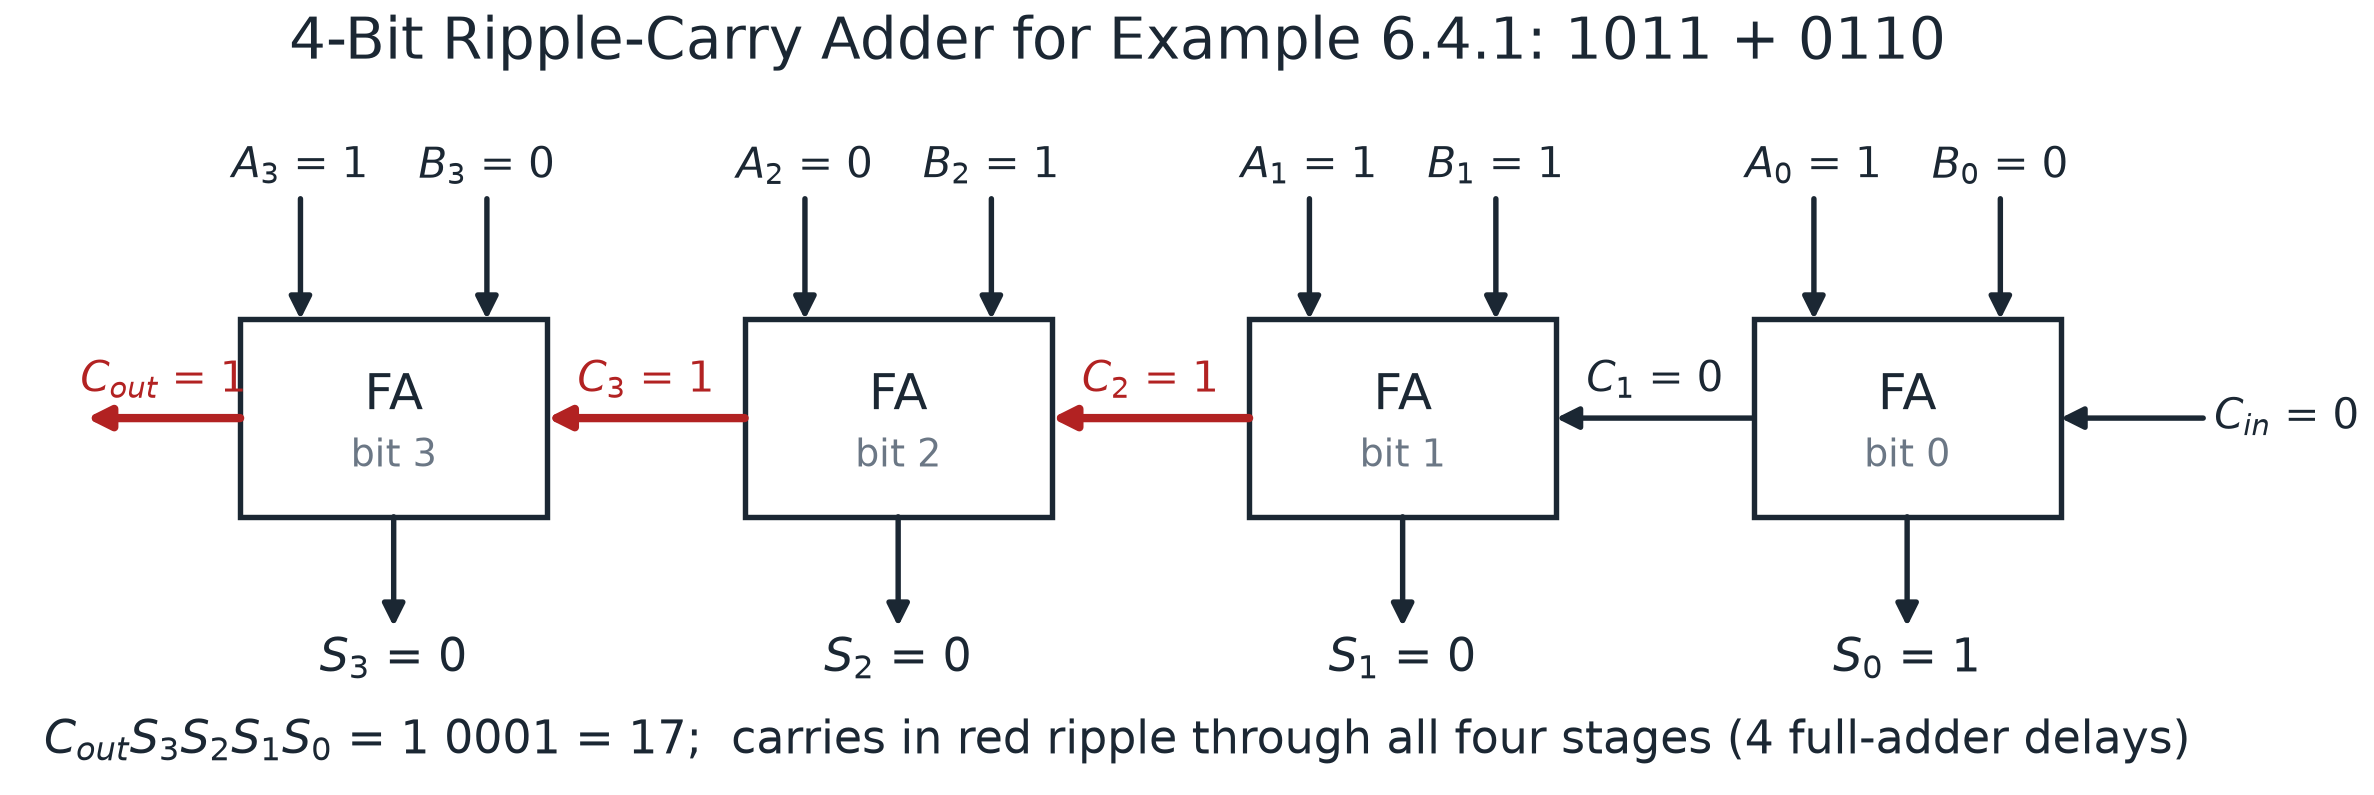 4-Bit Ripple-Carry Adder for Example 6.4.1: 1011 + 0110
A₃ = 1 B₃ = 0 A₂ = 0 B₂ = 1 A₁ = 1 B₁ = 1 A₀ = 1 B₀ = 0
C_out = 1 FA C₃ = 1 FA C₂ = 1 FA C₁ = 0 FA C_in = 0
bit 3 bit 2 bit 1 bit 0
S₃ = 0 S₂ = 0 S₁ = 0 S₀ = 1
C_outS₃S₂S₁S₀ = 1 0001 = 17; carries in red ripple through all four stages (4 full-adder delays)